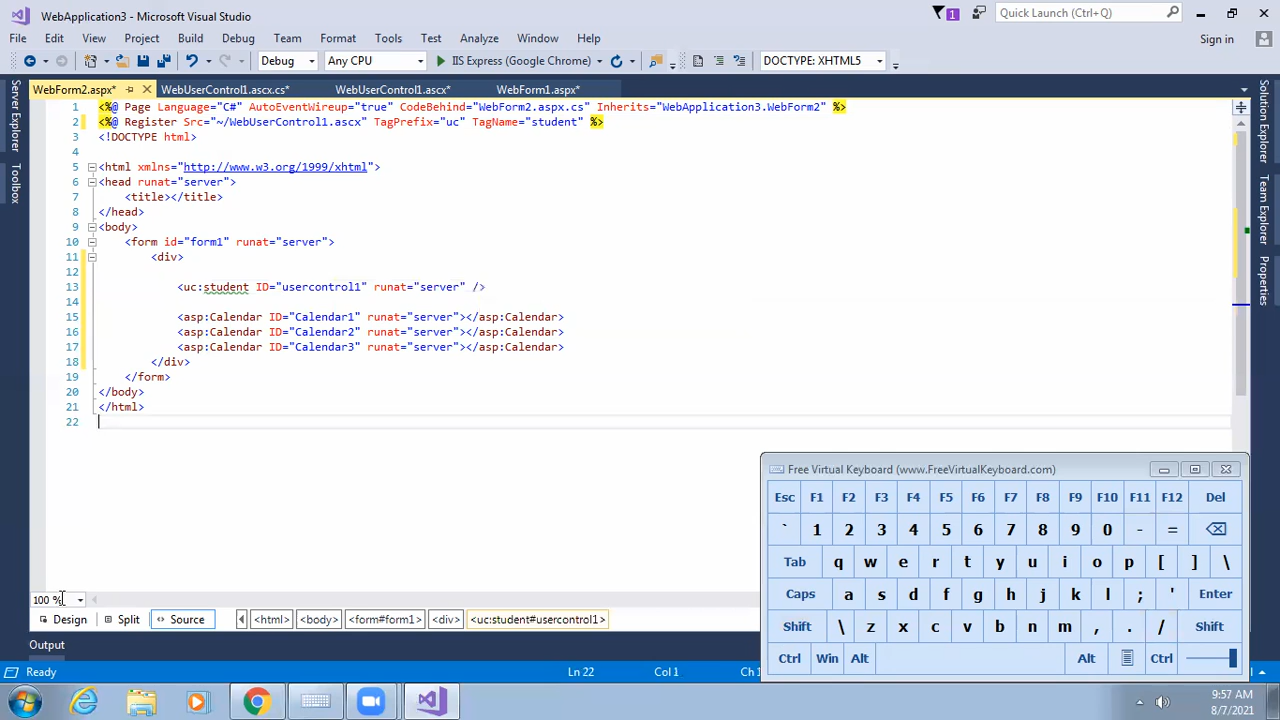 WebApplication3 - Microsoft Visual Studio
1
Quick Launch (Ctrl+Q)
File Edit View Project Build Debug Team Format Tools Test Analyze Window Help
Sign in
Debug Any CPU IIS Express (Google Chrome) DOCTYPE: XHTML5
WebForm2.aspx* WebUserControl1.ascx.cs* WebUserControl1.ascx* WebForm1.aspx*
Server Explorer
Toolbox
Solution Explorer
Team Explorer
Properties
1 <%@ Page Language="C#" AutoEventWireup="true" CodeBehind="WebForm2.aspx.cs" Inherits="WebApplication3.WebForm2" %>
2 <%@ Register Src="~/WebUserControl1.ascx" TagPrefix="uc" TagName="student" %>
3 <!DOCTYPE html>
4
5 <html xmlns="http://www.w3.org/1999/xhtml">
6 <head runat="server">
7 <title></title>
8 </head>
9 <body>
10 <form id="form1" runat="server">
11 <div>
12
13 <uc:student ID="usercontrol1" runat="server" />
14
15 <asp:Calendar ID="Calendar1" runat="server"></asp:Calendar>
16 <asp:Calendar ID="Calendar2" runat="server"></asp:Calendar>
17 <asp:Calendar ID="Calendar3" runat="server"></asp:Calendar>
18 </div>
19 </form>
20 </body>
21 </html>
22
Free Virtual Keyboard (www.FreeVirtualKeyboard.com)
Esc F1 F2 F3 F4 F5 F6 F7 F8 F9 F10 F11 F12 Del
` 1 2 3 4 5 6 7 8 9 0 - =
Tab q w e r t y u i o p [ ] \
Caps a s d f g h j k l ; ' Enter
Shift \ z x c v b n m , . / Shift
Ctrl Win Alt Alt Ctrl
100 %
Design Split Source <html> <body> <form#form1> <div> <uc:student#usercontrol1>
Output
Ready Ln 22 Col 1
9:57 AM
8/7/2021